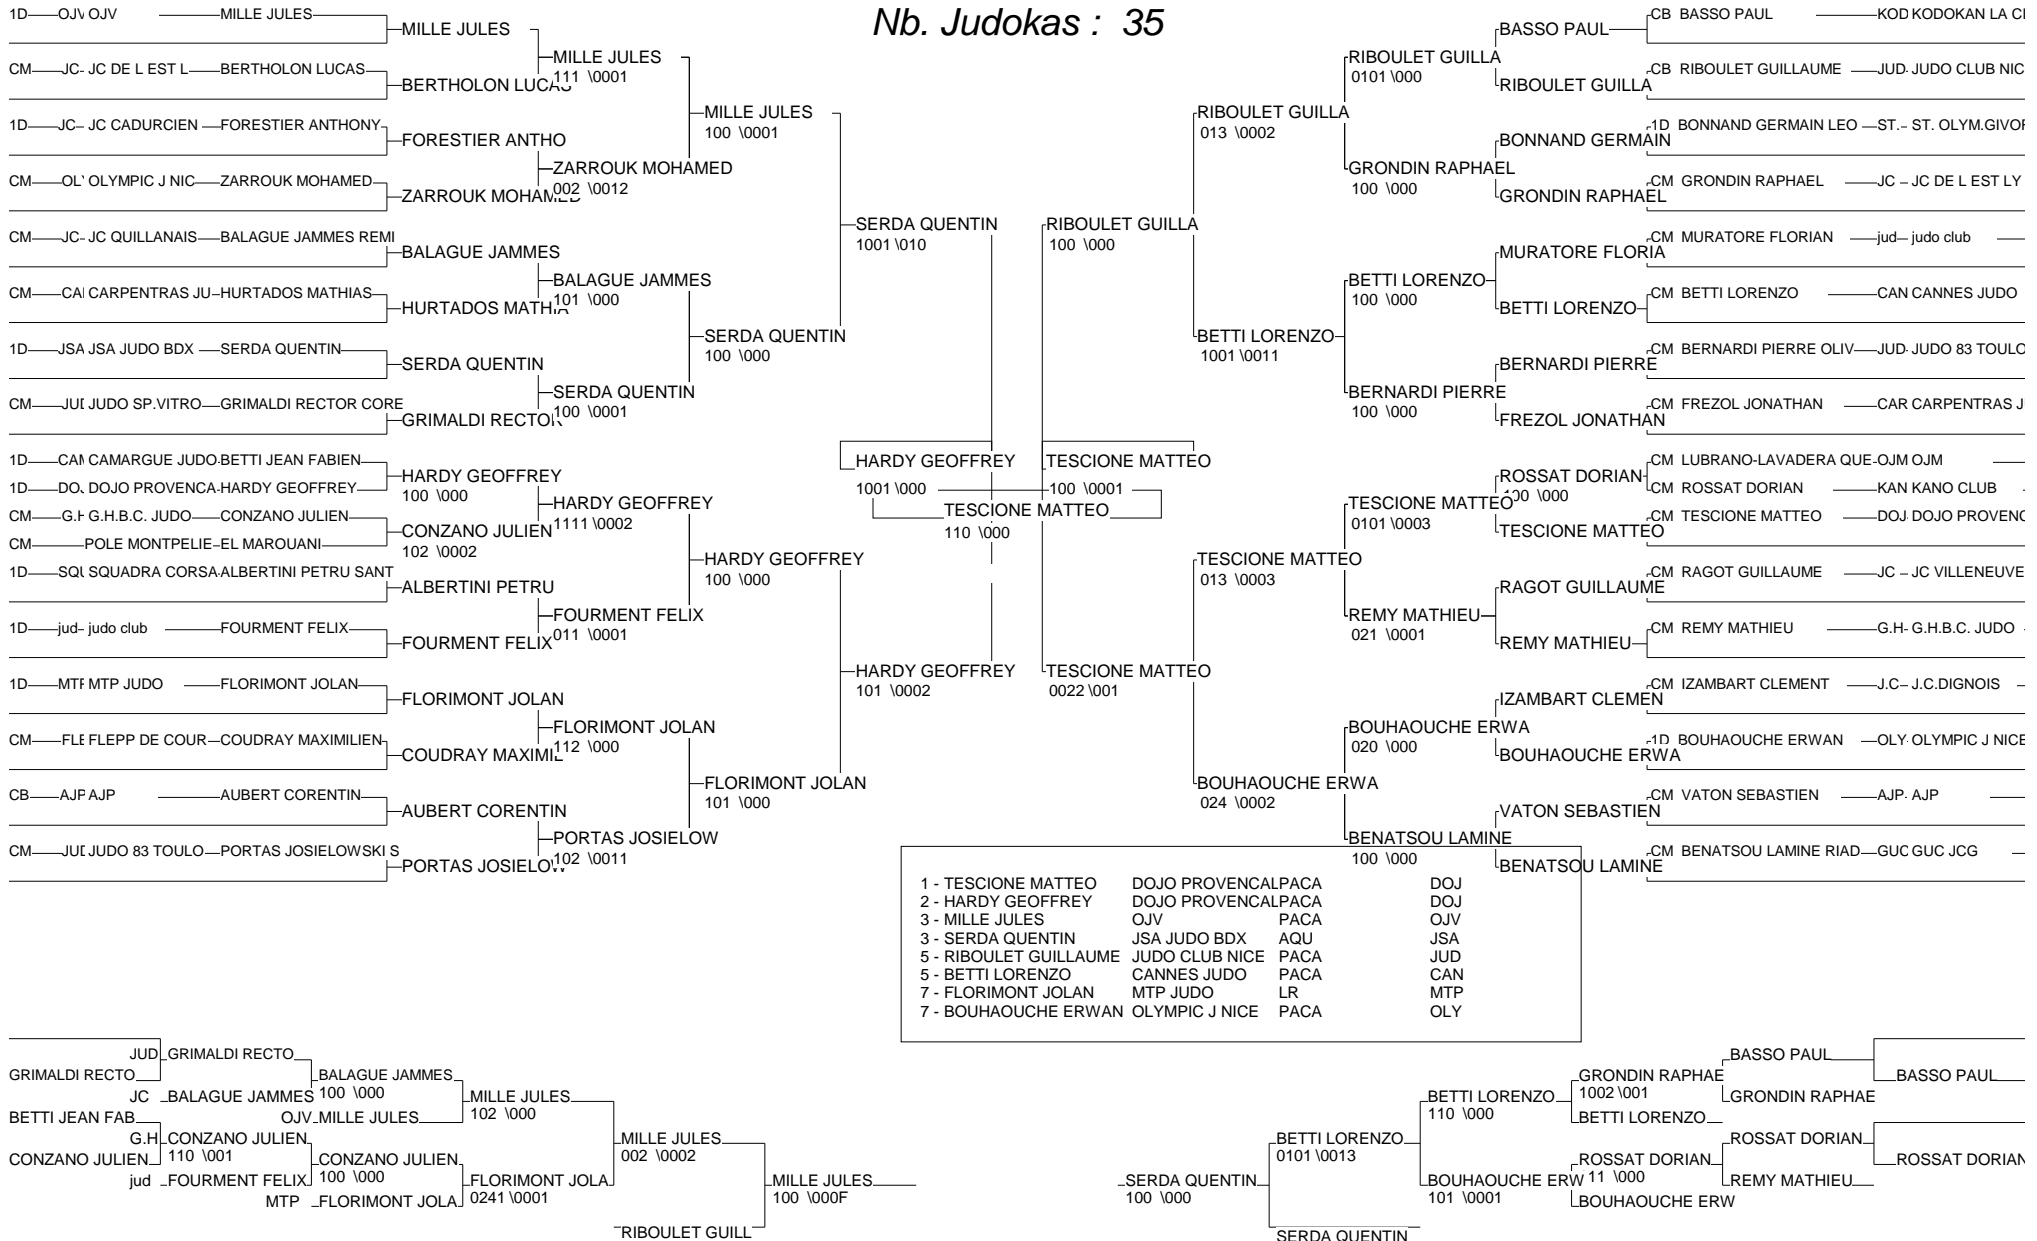 Nb. Judokas : 35
1D OJV OJV MILLE JULES
CM JC JC DE L EST L BERTHOLON LUCAS
1D JC JC CADURCIEN FORESTIER ANTHONY
CM OL OLYMPIC J NIC ZARROUK MOHAMED
CM JC JC QUILLANAIS BALAGUE JAMMES REMI
CM CA CARPENTRAS JU HURTADOS MATHIAS
1D JSA JSA JUDO BDX SERDA QUENTIN
CM JUD JUDO SP.VITRO GRIMALDI RECTOR CORE
1D CAM CAMARGUE JUDO BETTI JEAN FABIEN
1D DOJ DOJO PROVENCA HARDY GEOFFREY
CM G.H G.H.B.C. JUDO CONZANO JULIEN
CM POLE MONTPELIE EL MAROUANI
1D SQU SQUADRA CORSA ALBERTINI PETRU SANT
1D jud judo club FOURMENT FELIX
1D MTP MTP JUDO FLORIMONT JOLAN
CM FLE FLEPP DE COUR COUDRAY MAXIMILIEN
CB AJP AJP AUBERT CORENTIN
CM JUD JUDO 83 TOULO PORTAS JOSIELOWSKI S
MILLE JULES
BERTHOLON LUCAS
FORESTIER ANTHO
ZARROUK MOHAMED
BALAGUE JAMMES
HURTADOS MATHIA
SERDA QUENTIN
GRIMALDI RECTOR
HARDY GEOFFREY
100 \000
CONZANO JULIEN
102 \0002
ALBERTINI PETRU
FOURMENT FELIX
FLORIMONT JOLAN
COUDRAY MAXIMIL
AUBERT CORENTIN
PORTAS JOSIELOW
MILLE JULES
111 \0001
ZARROUK MOHAMED
002 \0012
BALAGUE JAMMES
101 \000
SERDA QUENTIN
100 \0001
HARDY GEOFFREY
1111 \0002
FOURMENT FELIX
011 \0001
FLORIMONT JOLAN
112 \000
PORTAS JOSIELOW
102 \0011
MILLE JULES
100 \0001
SERDA QUENTIN
100 \000
HARDY GEOFFREY
100 \000
FLORIMONT JOLAN
101 \000
SERDA QUENTIN
1001 \010
HARDY GEOFFREY
101 \0002
HARDY GEOFFREY
1001 \000
TESCIONE MATTEO
100 \0001
TESCIONE MATTEO
110 \000
RIBOULET GUILLA
100 \000
TESCIONE MATTEO
0022 \001
RIBOULET GUILLA
013 \0002
BETTI LORENZO
1001 \0011
TESCIONE MATTEO
013 \0003
BOUHAOUCHE ERWA
024 \0002
RIBOULET GUILLA
0101 \000
GRONDIN RAPHAEL
100 \000
BETTI LORENZO
100 \000
BERNARDI PIERRE
100 \000
TESCIONE MATTEO
0101 \0003
REMY MATHIEU
021 \0001
BOUHAOUCHE ERWA
020 \000
BENATSOU LAMINE
100 \000
BASSO PAUL
RIBOULET GUILLA
BONNAND GERMAIN
GRONDIN RAPHAEL
MURATORE FLORIA
BETTI LORENZO
BERNARDI PIERRE
FREZOL JONATHAN
ROSSAT DORIAN
100 \000
TESCIONE MATTEO
RAGOT GUILLAUME
REMY MATHIEU
IZAMBART CLEMEN
BOUHAOUCHE ERWA
VATON SEBASTIEN
BENATSOU LAMINE
CB BASSO PAUL KOD KODOKAN LA CI
CB RIBOULET GUILLAUME JUD JUDO CLUB NIC
1D BONNAND GERMAIN LEO ST. ST. OLYM.GIVOR
CM GRONDIN RAPHAEL JC JC DE L EST LY
CM MURATORE FLORIAN jud judo club
CM BETTI LORENZO CAN CANNES JUDO
CM BERNARDI PIERRE OLIV JUD JUDO 83 TOULO
CM FREZOL JONATHAN CAR CARPENTRAS J
CM LUBRANO-LAVADERA QUE OJM OJM
CM ROSSAT DORIAN KAN KANO CLUB
CM TESCIONE MATTEO DOJ DOJO PROVENC
CM RAGOT GUILLAUME JC JC VILLENEUVE
CM REMY MATHIEU G.H G.H.B.C. JUDO
CM IZAMBART CLEMENT J.C J.C.DIGNOIS
1D BOUHAOUCHE ERWAN OLY OLYMPIC J NICE
CM VATON SEBASTIEN AJP AJP
CM BENATSOU LAMINE RIAD GUC GUC JCG
1 - TESCIONE MATTEO DOJO PROVENCALPACA DOJ
2 - HARDY GEOFFREY DOJO PROVENCALPACA DOJ
3 - MILLE JULES OJV PACA OJV
3 - SERDA QUENTIN JSA JUDO BDX AQU JSA
5 - RIBOULET GUILLAUME JUDO CLUB NICE PACA JUD
5 - BETTI LORENZO CANNES JUDO PACA CAN
7 - FLORIMONT JOLAN MTP JUDO LR MTP
7 - BOUHAOUCHE ERWAN OLYMPIC J NICE PACA OLY
GRIMALDI RECTO
BETTI JEAN FAB
CONZANO JULIEN
JUD GRIMALDI RECTO
JC BALAGUE JAMMES
G.H CONZANO JULIEN
110 \001
jud FOURMENT FELIX
BALAGUE JAMMES
100 \000
OJV MILLE JULES
CONZANO JULIEN
100 \000
MTP FLORIMONT JOLA
MILLE JULES
102 \000
FLORIMONT JOLA
0241 \0001
MILLE JULES
002 \0002
RIBOULET GUILL
MILLE JULES
100 \000F
SERDA QUENTIN
100 \000
BETTI LORENZO
0101 \0013
SERDA QUENTIN
BETTI LORENZO
110 \000
BOUHAOUCHE ERW
101 \0001
GRONDIN RAPHAE
1002 \001
BETTI LORENZO
ROSSAT DORIAN
11 \000
BOUHAOUCHE ERW
BASSO PAUL
GRONDIN RAPHAE
ROSSAT DORIAN
REMY MATHIEU
BASSO PAUL
ROSSAT DORIAN